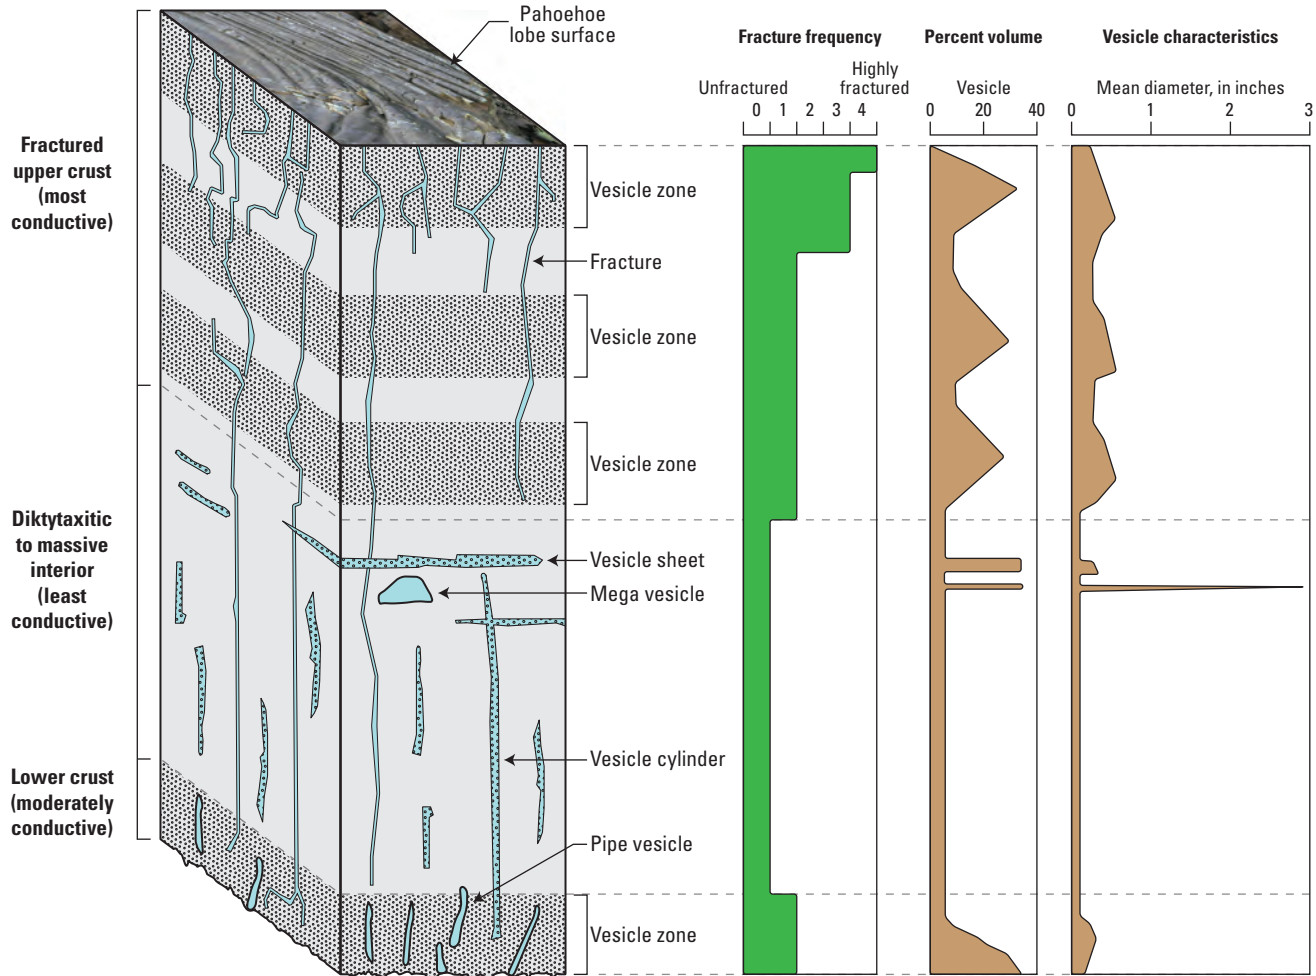 Pahoehoe
lobe surface
Fracture frequency
Percent volume
Vesicle characteristics
Unfractured
Highly
fractured
Vesicle
Mean diameter, in inches
0 1 2 3 4
0 20 40
0 1 2 3
Fractured
upper crust
(most
conductive)
Vesicle zone
Fracture
Vesicle zone
Vesicle zone
Diktytaxitic
to massive
interior
(least
conductive)
Vesicle sheet
Mega vesicle
Vesicle cylinder
Lower crust
(moderately
conductive)
Pipe vesicle
Vesicle zone